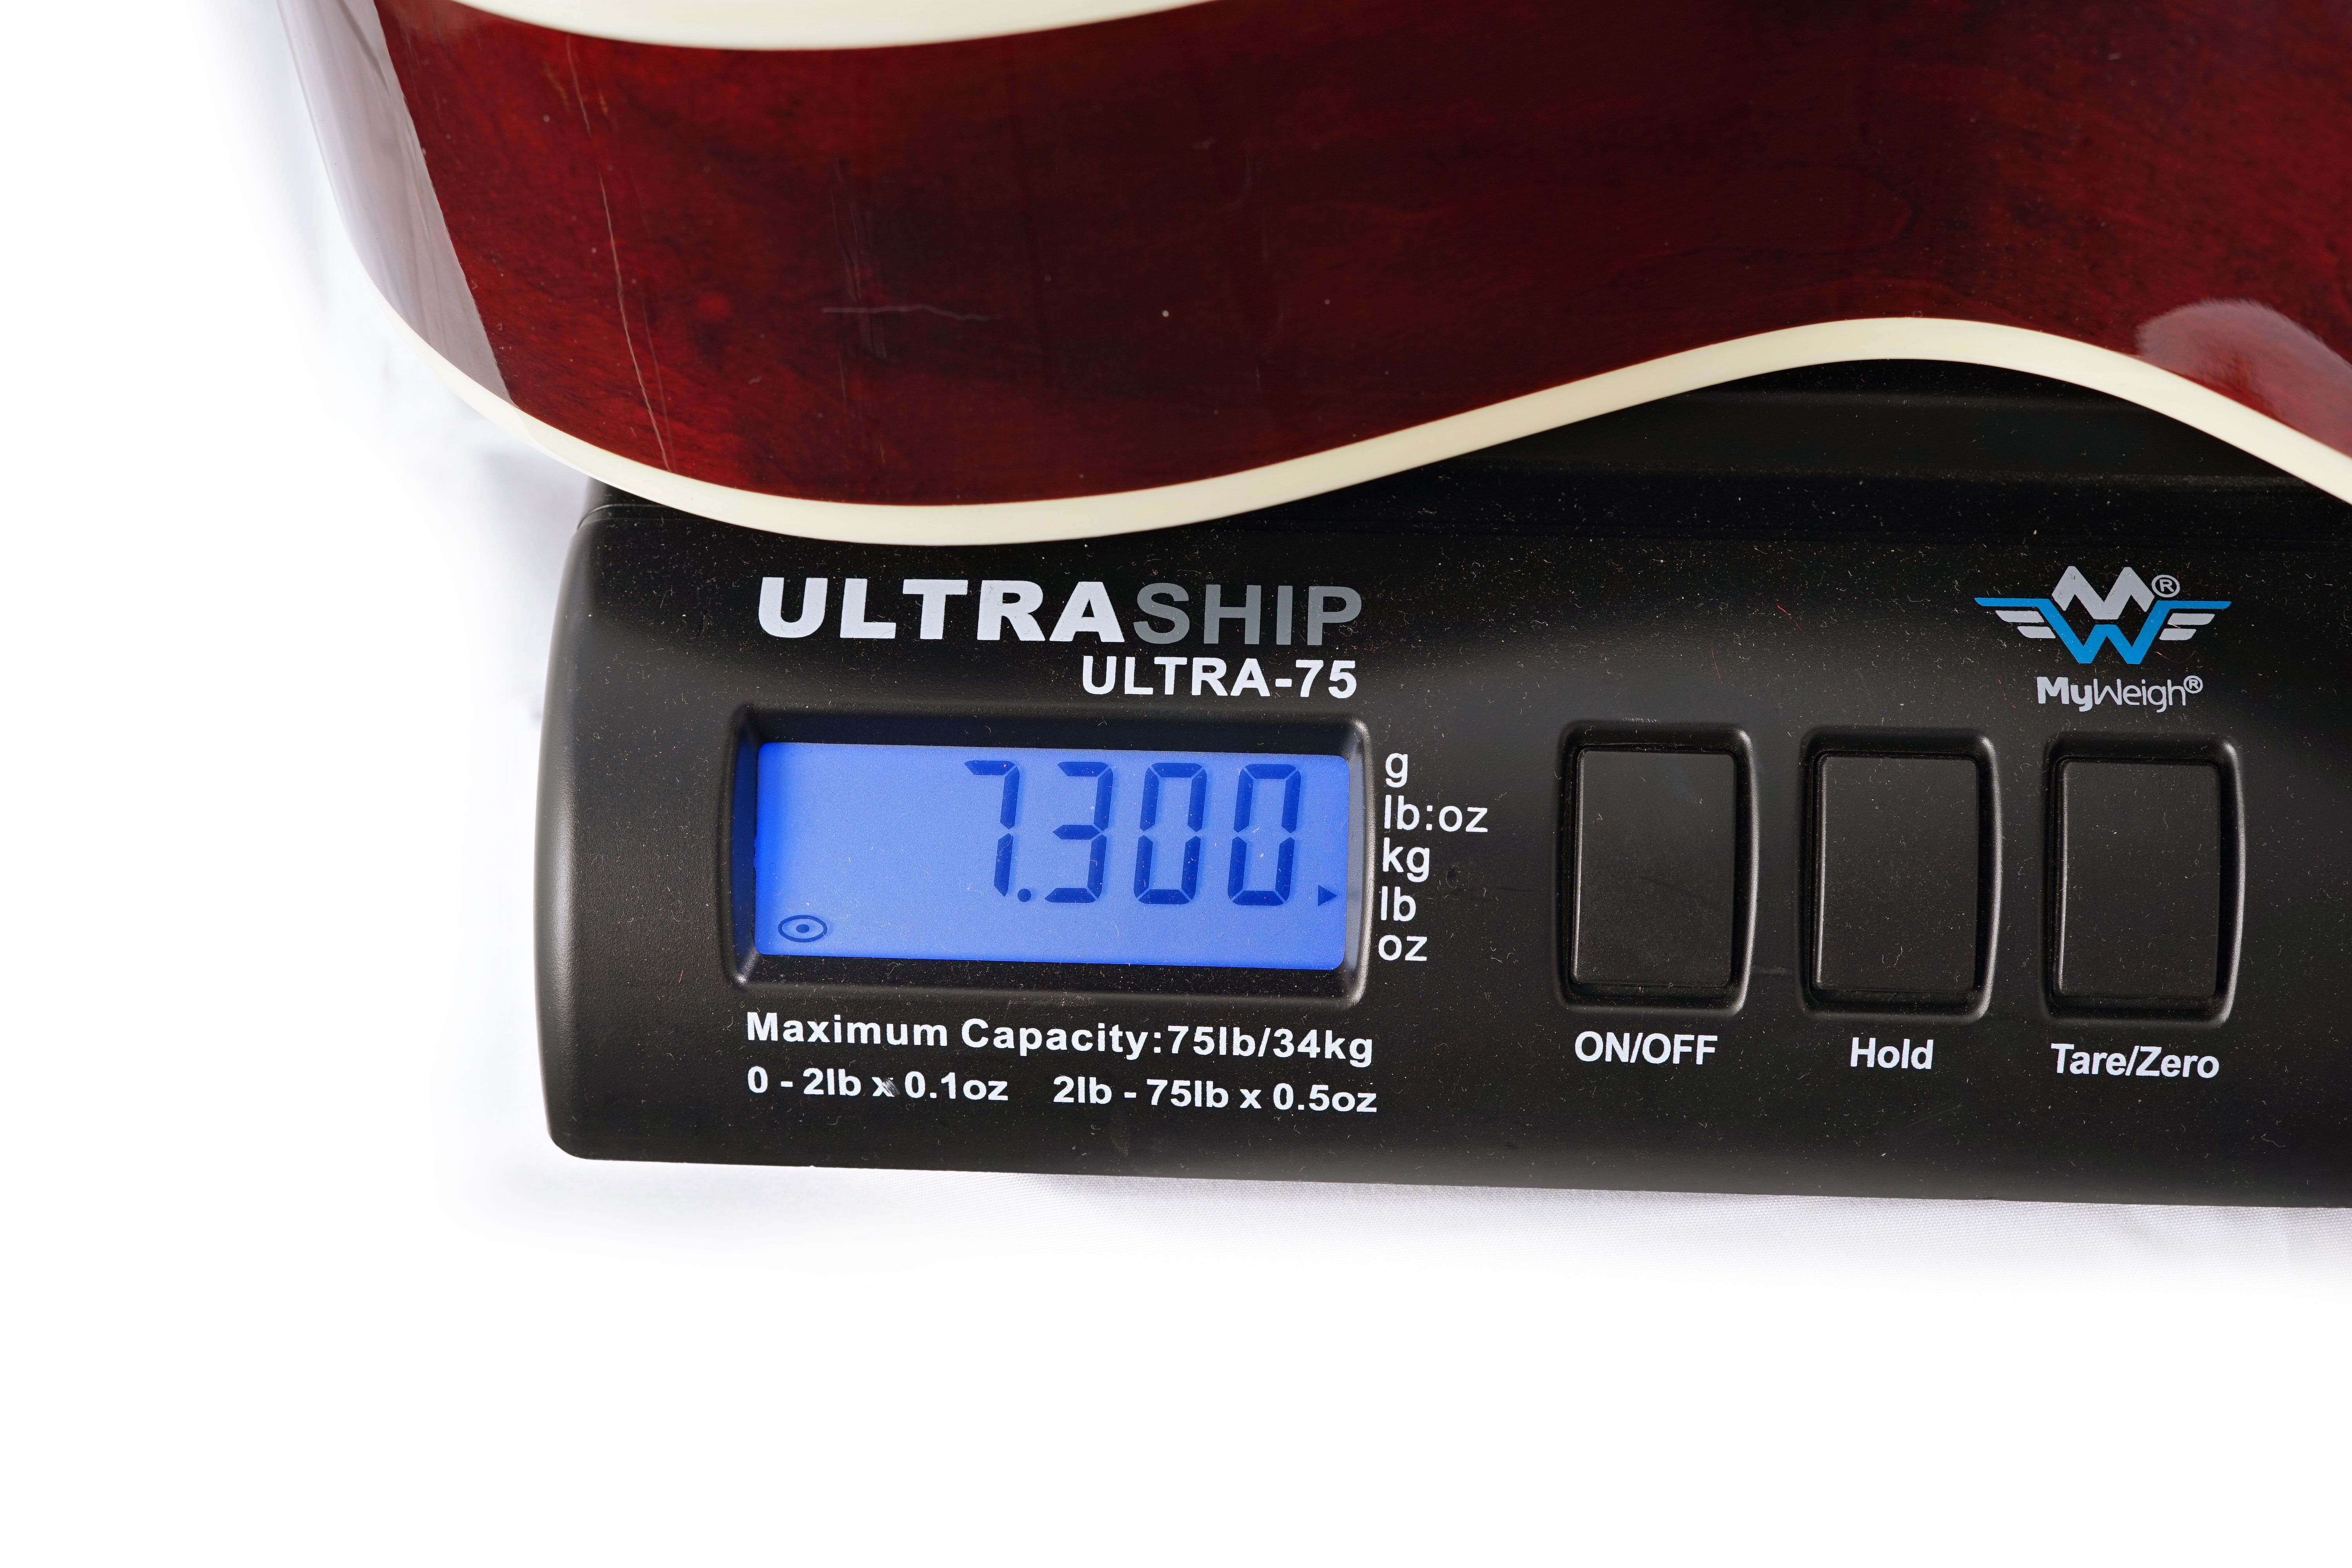 ULTRASHIP
ULTRA-75
MW®
MyWeigh®
7.300
g
lb:oz
kg
lb
oz
Maximum Capacity:75lb/34kg
0 - 2lb x 0.1oz 2lb - 75lb x 0.5oz
ON/OFF
Hold
Tare/Zero